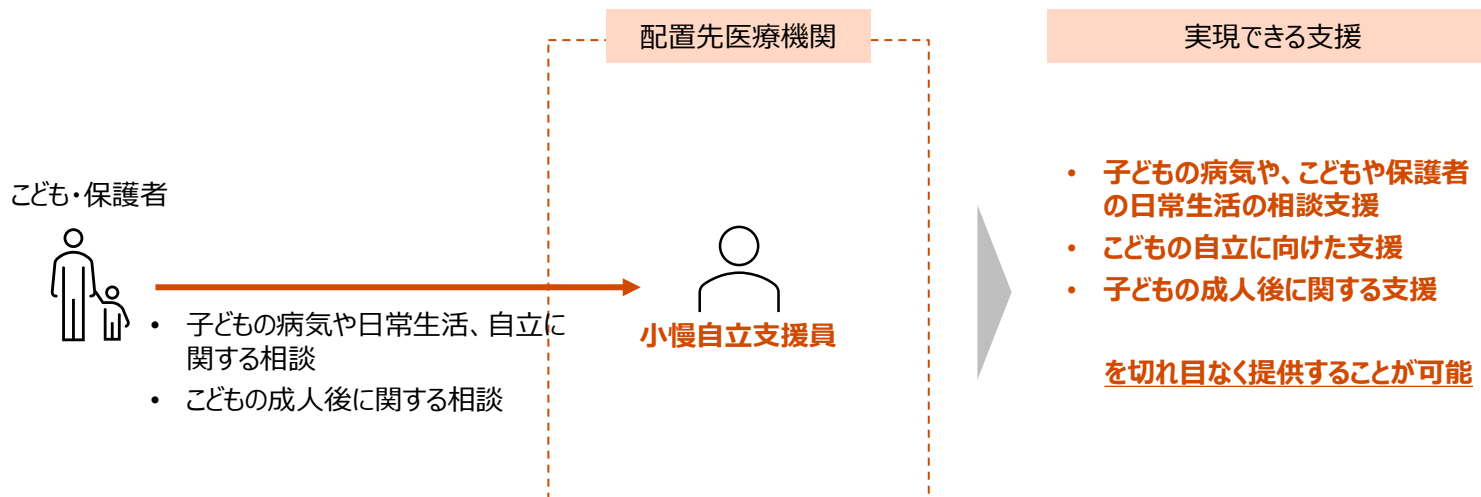 配置先医療機関
実現できる支援
こども・保護者
• 子どもの病気や日常生活、自立に
関する相談
• こどもの成人後に関する相談
小慢自立支援員
• 子どもの病気や、こどもや保護者
の日常生活の相談支援
• こどもの自立に向けた支援
• 子どもの成人後に関する支援
を切れ目なく提供することが可能